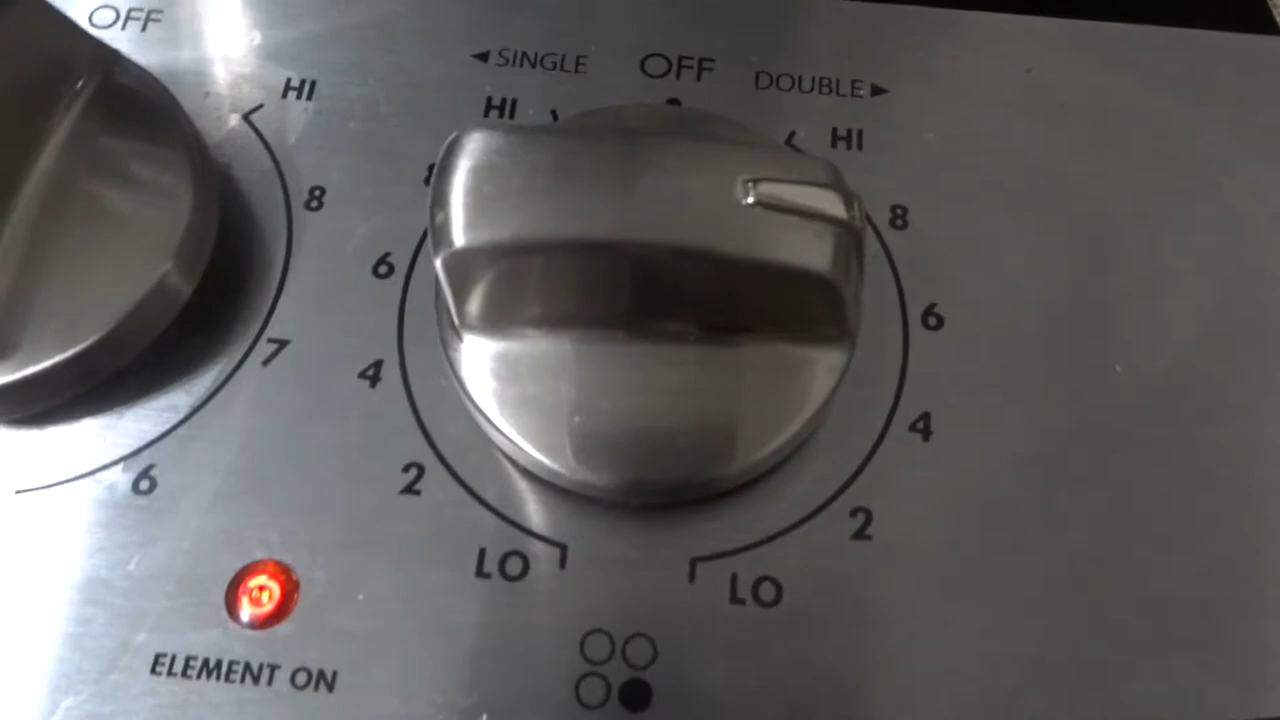 OFF
HI
8
7
6
ELEMENT ON
◄SINGLE OFF DOUBLE►
HI HI
8
6 6
4 4
2 2
LO LO